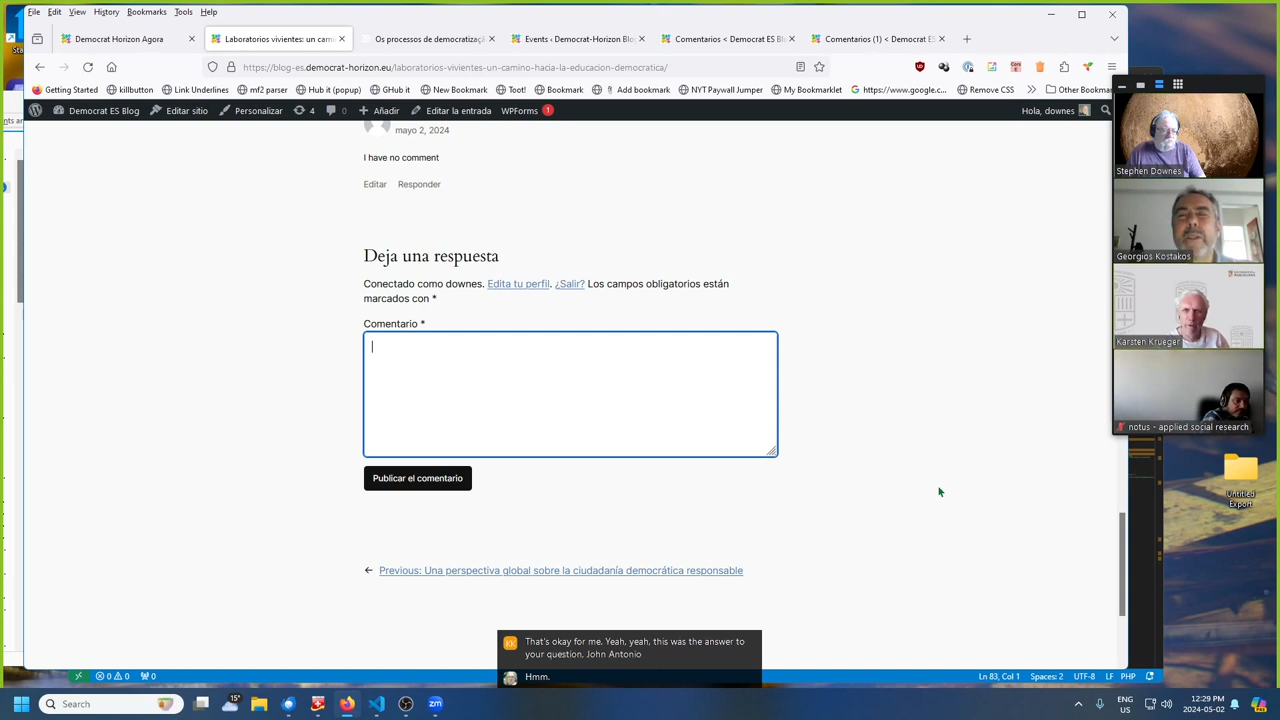 File Edit View History Bookmarks Tools Help
Democrat Horizon Agora
Laboratorios vivientes: un cam
Os processos de democratizaç
Events ‹ Democrat-Horizon Blog
Comentarios < Democrat ES Blo
Comentarios (1) < Democrat ES
https://blog-es.democrat-horizon.eu/laboratorios-vivientes-un-camino-hacia-la-educacion-democratica/
Getting Started killbutton Link Underlines mf2 parser Hub it (popup) GHub it New Bookmark Toot! Bookmark Add bookmark NYT Paywall Jumper My Bookmarklet https://www.google.c... Remove CSS Other Bookmar
Democrat ES Blog Editar sitio Personalizar 4 0 Añadir Editar la entrada WPForms 1 Hola, downes
mayo 2, 2024
I have no comment
Editar Responder
Deja una respuesta
Conectado como downes. Edita tu perfil. ¿Salir? Los campos obligatorios están
marcados con *
Comentario *
Publicar el comentario
← Previous: Una perspectiva global sobre la ciudadanía democrática responsable
Stephen Downes
Georgios Kostakos
Karsten Krueger
notus - applied social research
Untitled
Export
KK
That's okay for me. Yeah, yeah, this was the answer to
your question, John Antonio
Hmm.
0 0 0 Ln 83, Col 1 Spaces: 2 UTF-8 LF PHP
Search 15° zm ENG
US
12:29 PM
2024-05-02